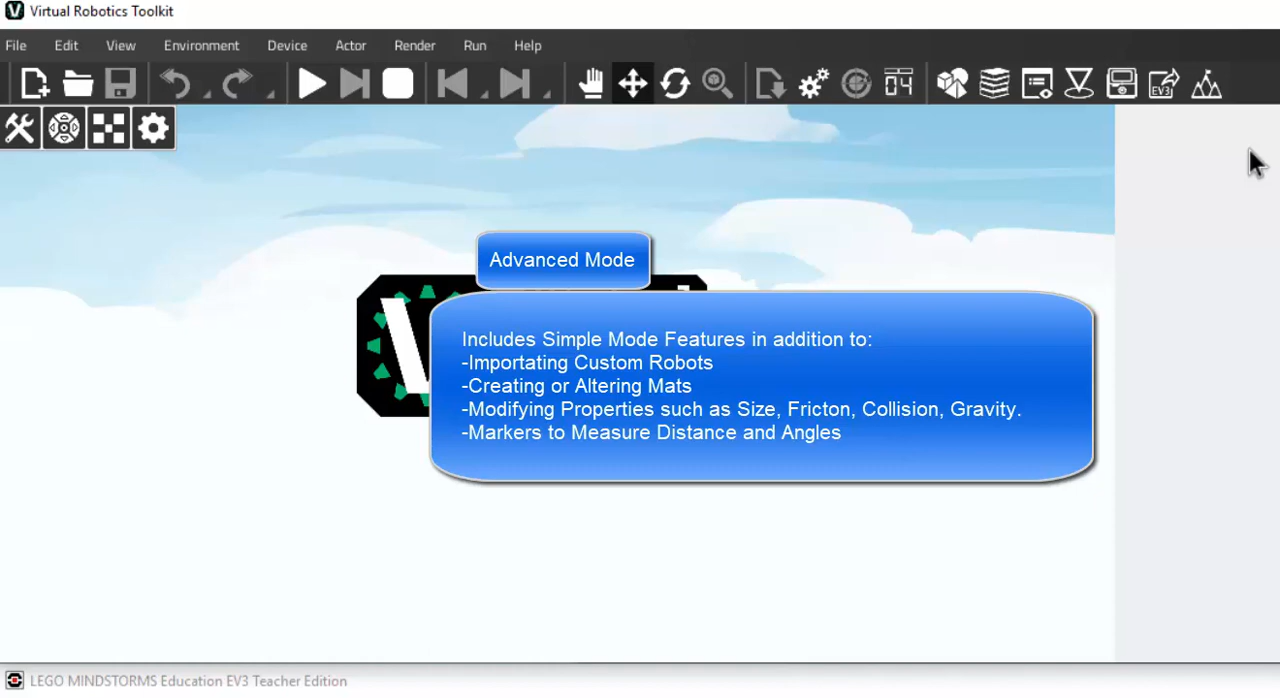 Virtual Robotics Toolkit
File Edit View Environment Device Actor Render Run Help
04
EV3
Advanced Mode
Includes Simple Mode Features in addition to:
-Importating Custom Robots
-Creating or Altering Mats
-Modifying Properties such as Size, Fricton, Collision, Gravity.
-Markers to Measure Distance and Angles
V
LEGO MINDSTORMS Education EV3 Teacher Edition